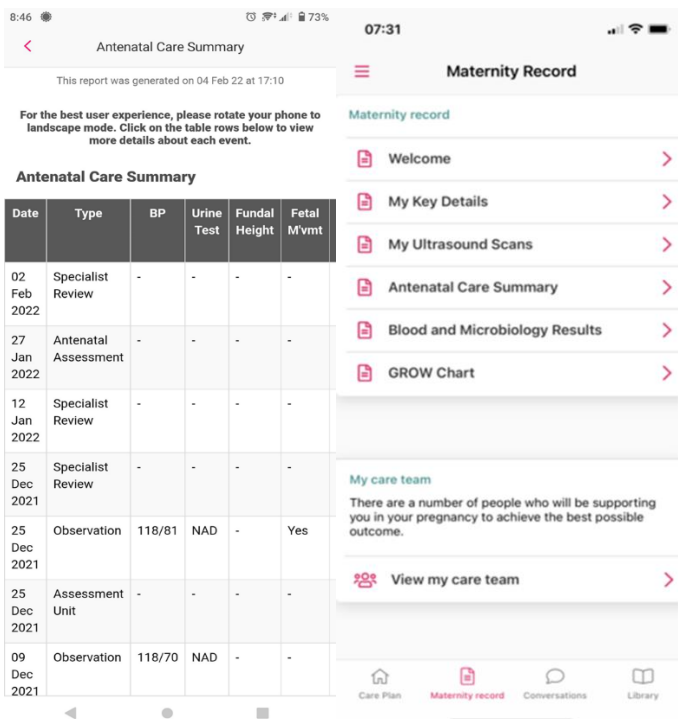 8:46 73%
Antenatal Care Summary
This report was generated on 04 Feb 22 at 17:10
For the best user experience, please rotate your phone to
landscape mode. Click on the table rows below to view
more details about each event.
Antenatal Care Summary
Date Type BP Urine Fundal Fetal
Test Height M'vmt
02 Specialist - - - -
Feb Review
2022
27 Antenatal - - - -
Jan Assessment
2022
12 Specialist - - - -
Jan Review
2022
25 Specialist - - - -
Dec Review
2021
25 Observation 118/81 NAD - Yes
Dec
2021
25 Assessment - - - -
Dec Unit
2021
09 Observation 118/70 NAD - -
Dec
2021
07:31
Maternity Record
Maternity record
Welcome
My Key Details
My Ultrasound Scans
Antenatal Care Summary
Blood and Microbiology Results
GROW Chart
My care team
There are a number of people who will be supporting
you in your pregnancy to achieve the best possible
outcome.
View my care team
Care Plan Maternity record Conversations Library